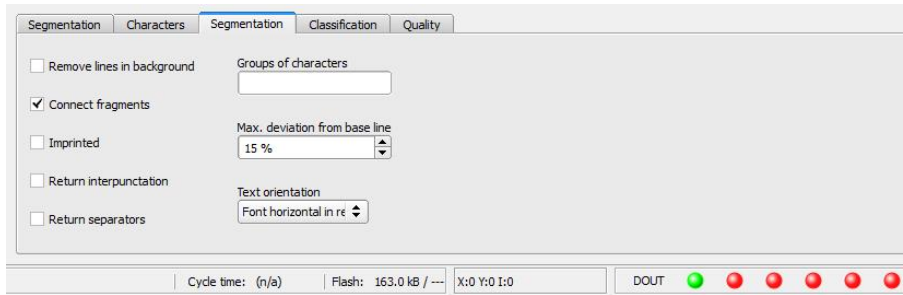 Segmentation Characters Segmentation Classification Quality
Remove lines in background
Groups of characters
Connect fragments
Imprinted
Max. deviation from base line
15 %
Return interpunctation
Text orientation
Font horizontal in re
Return separators
Cycle time: (n/a) Flash: 163.0 kB / --- X:0 Y:0 I:0 DOUT